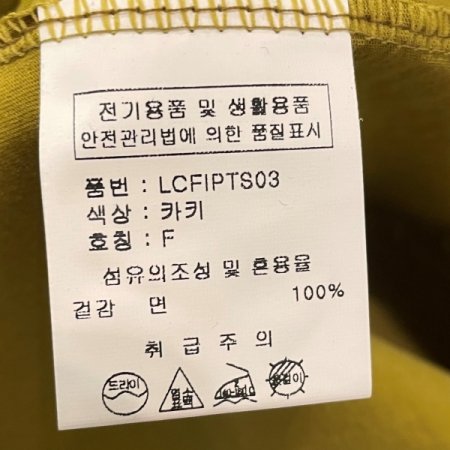 전기용품 및 생활용품
안전관리법에 의한 품질표시
품번 : LCFIPTS03
색상 : 카키
호칭 : F
섬유의조성 및 혼용율
겉감 면 100%
취급주의
드라이